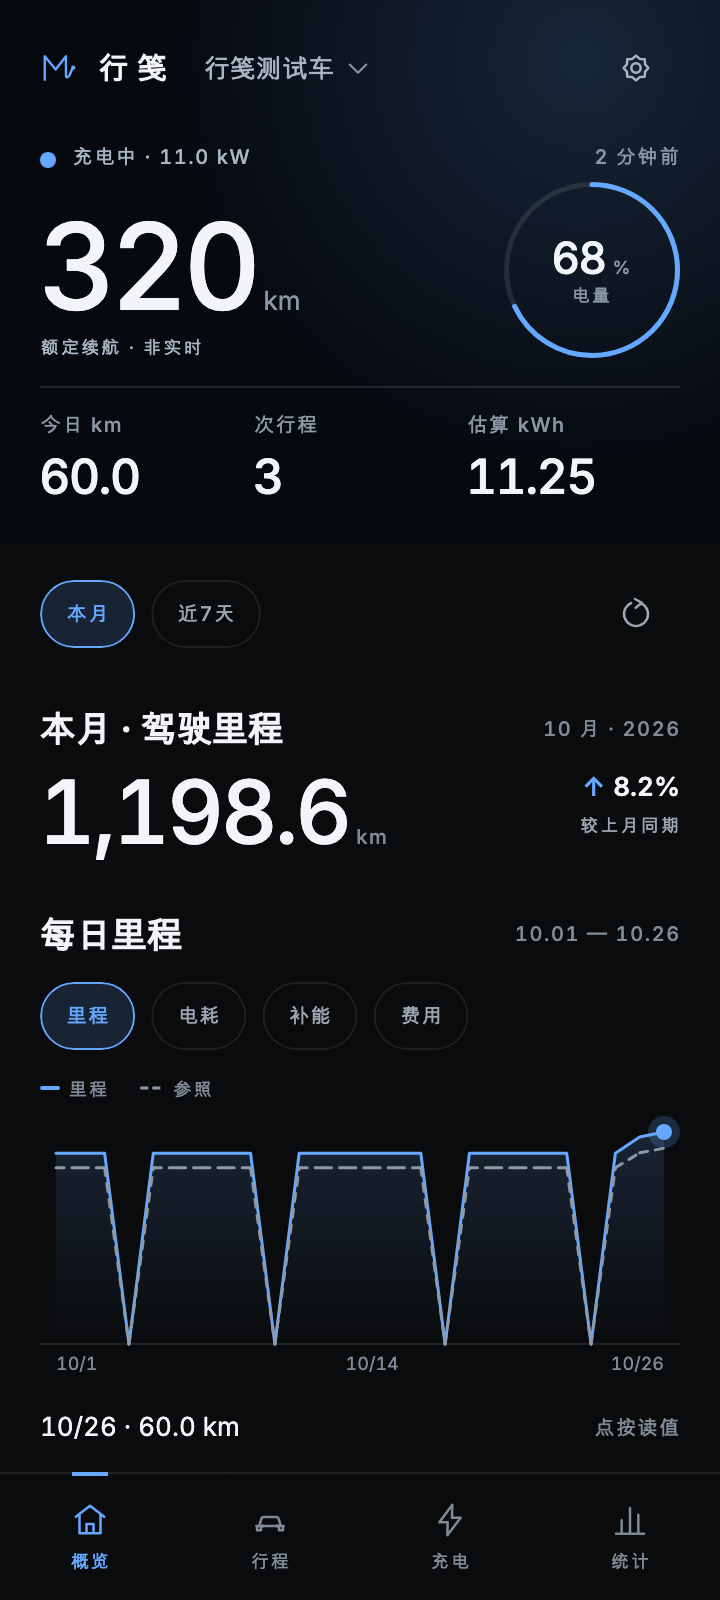 行笺 行笺测试车
充电中 · 11.0 kW 2 分钟前
320 km
68 %
电量
额定续航 · 非实时
今日 km 次行程 估算 kWh
60.0 3 11.25
本月 近7天
本月 · 驾驶里程 10 月 · 2026
1,198.6 km ↑ 8.2%
较上月同期
每日里程 10.01 — 10.26
里程 电耗 补能 费用
里程 参照
10/1 10/14 10/26
10/26 · 60.0 km 点按读值
概览 行程 充电 统计